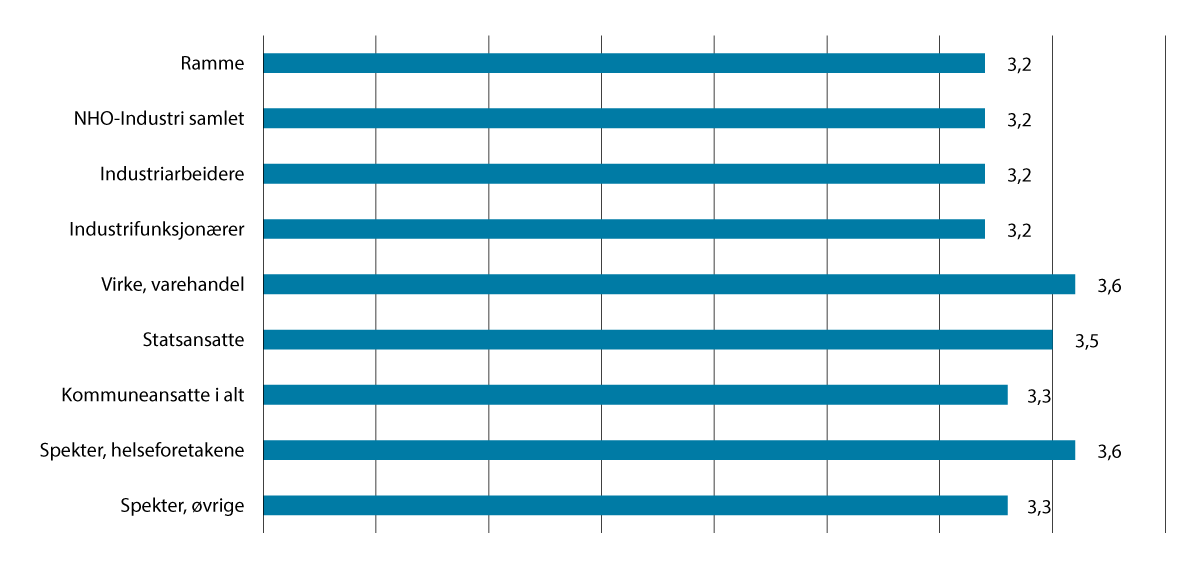 Ramme 3,2
NHO-Industri samlet 3,2
Industriarbeidere 3,2
Industrifunksjonærer 3,2
Virke, varehandel 3,6
Statsansatte 3,5
Kommuneansatte i alt 3,3
Spekter, helseforetakene 3,6
Spekter, øvrige 3,3